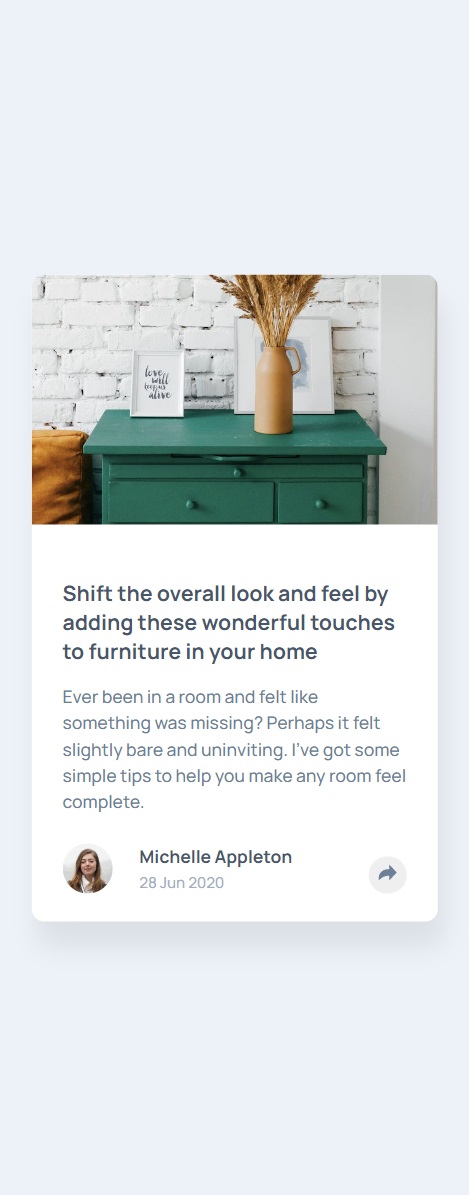 love
will
keep us
alive
Shift the overall look and feel by
adding these wonderful touches
to furniture in your home
Ever been in a room and felt like
something was missing? Perhaps it felt
slightly bare and uninviting. I've got some
simple tips to help you make any room feel
complete.
Michelle Appleton
28 Jun 2020